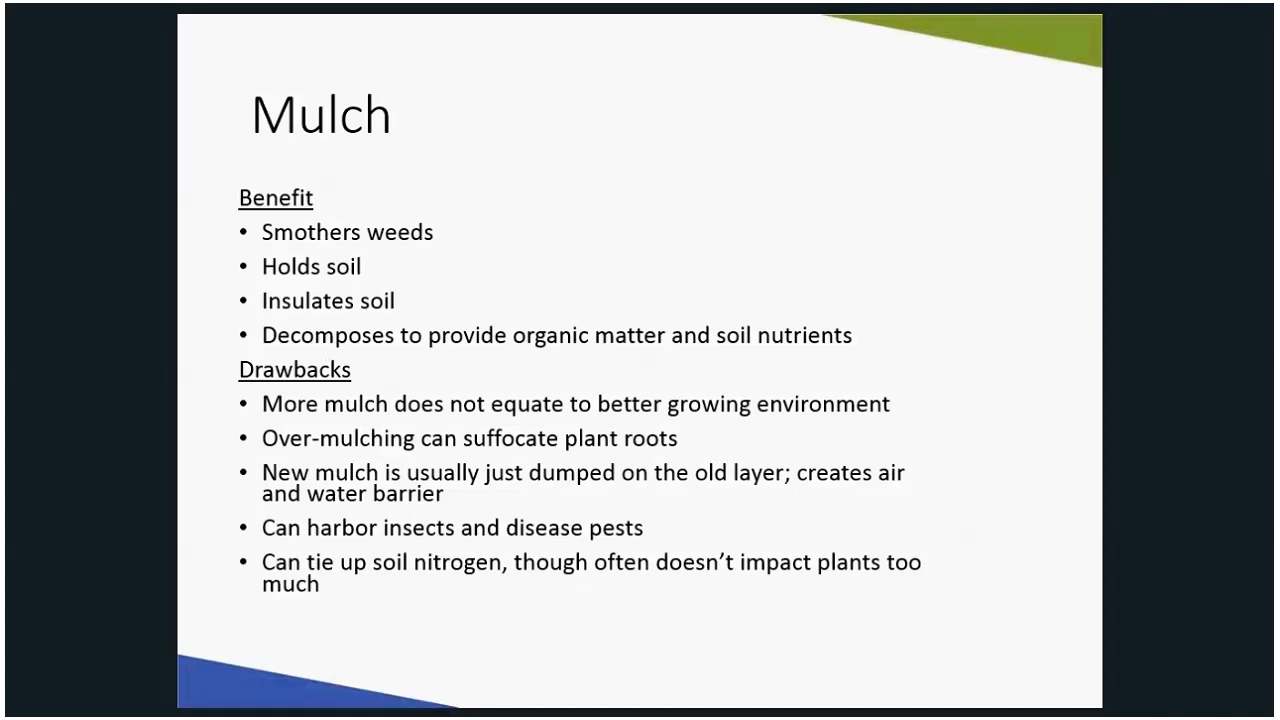 Mulch
Benefit
• Smothers weeds
• Holds soil
• Insulates soil
• Decomposes to provide organic matter and soil nutrients
Drawbacks
• More mulch does not equate to better growing environment
• Over-mulching can suffocate plant roots
• New mulch is usually just dumped on the old layer; creates air
and water barrier
• Can harbor insects and disease pests
• Can tie up soil nitrogen, though often doesn’t impact plants too
much